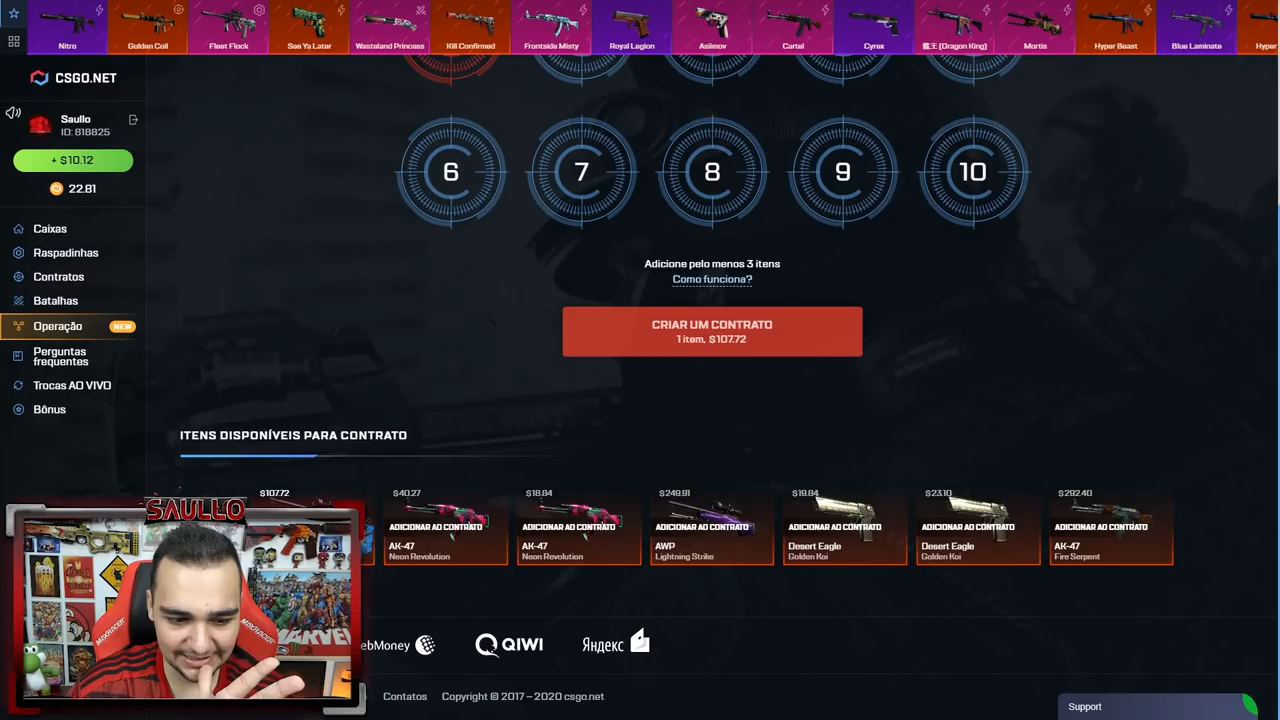 Nitro
Golden Coil
Fleet Flock
See Ya Later
Wasteland Princess
Kill Confirmed
Frontside Misty
Royal Legion
Asiimov
Cartel
Cyrex
龍王 (Dragon King)
Mortis
Hyper Beast
Blue Laminate
Hyper
CSGO.NET
Saullo
ID: 818825
+ $10.12
22.81
Caixas
Raspadinhas
Contratos
Batalhas
Operação NEW
Perguntas
frequentes
Trocas AO VIVO
Bônus
6 7 8 9 10
Adicione pelo menos 3 itens
Como funciona?
CRIAR UM CONTRATO
1 item, $107.72
ITENS DISPONÍVEIS PARA CONTRATO
$107.72
$40.27
ADICIONAR AO CONTRATO
AK-47
Neon Revolution
$18.84
ADICIONAR AO CONTRATO
AK-47
Neon Revolution
$249.91
ADICIONAR AO CONTRATO
AWP
Lightning Strike
$19.84
ADICIONAR AO CONTRATO
Desert Eagle
Golden Koi
$23.10
ADICIONAR AO CONTRATO
Desert Eagle
Golden Koi
$292.40
ADICIONAR AO CONTRATO
AK-47
Fire Serpent
SAULLO
MAXRACER
MAXRACER
MARVEL
ebMoney
QIWI
Яндекс
Contatos
Copyright © 2017 – 2020 csgo.net
Support